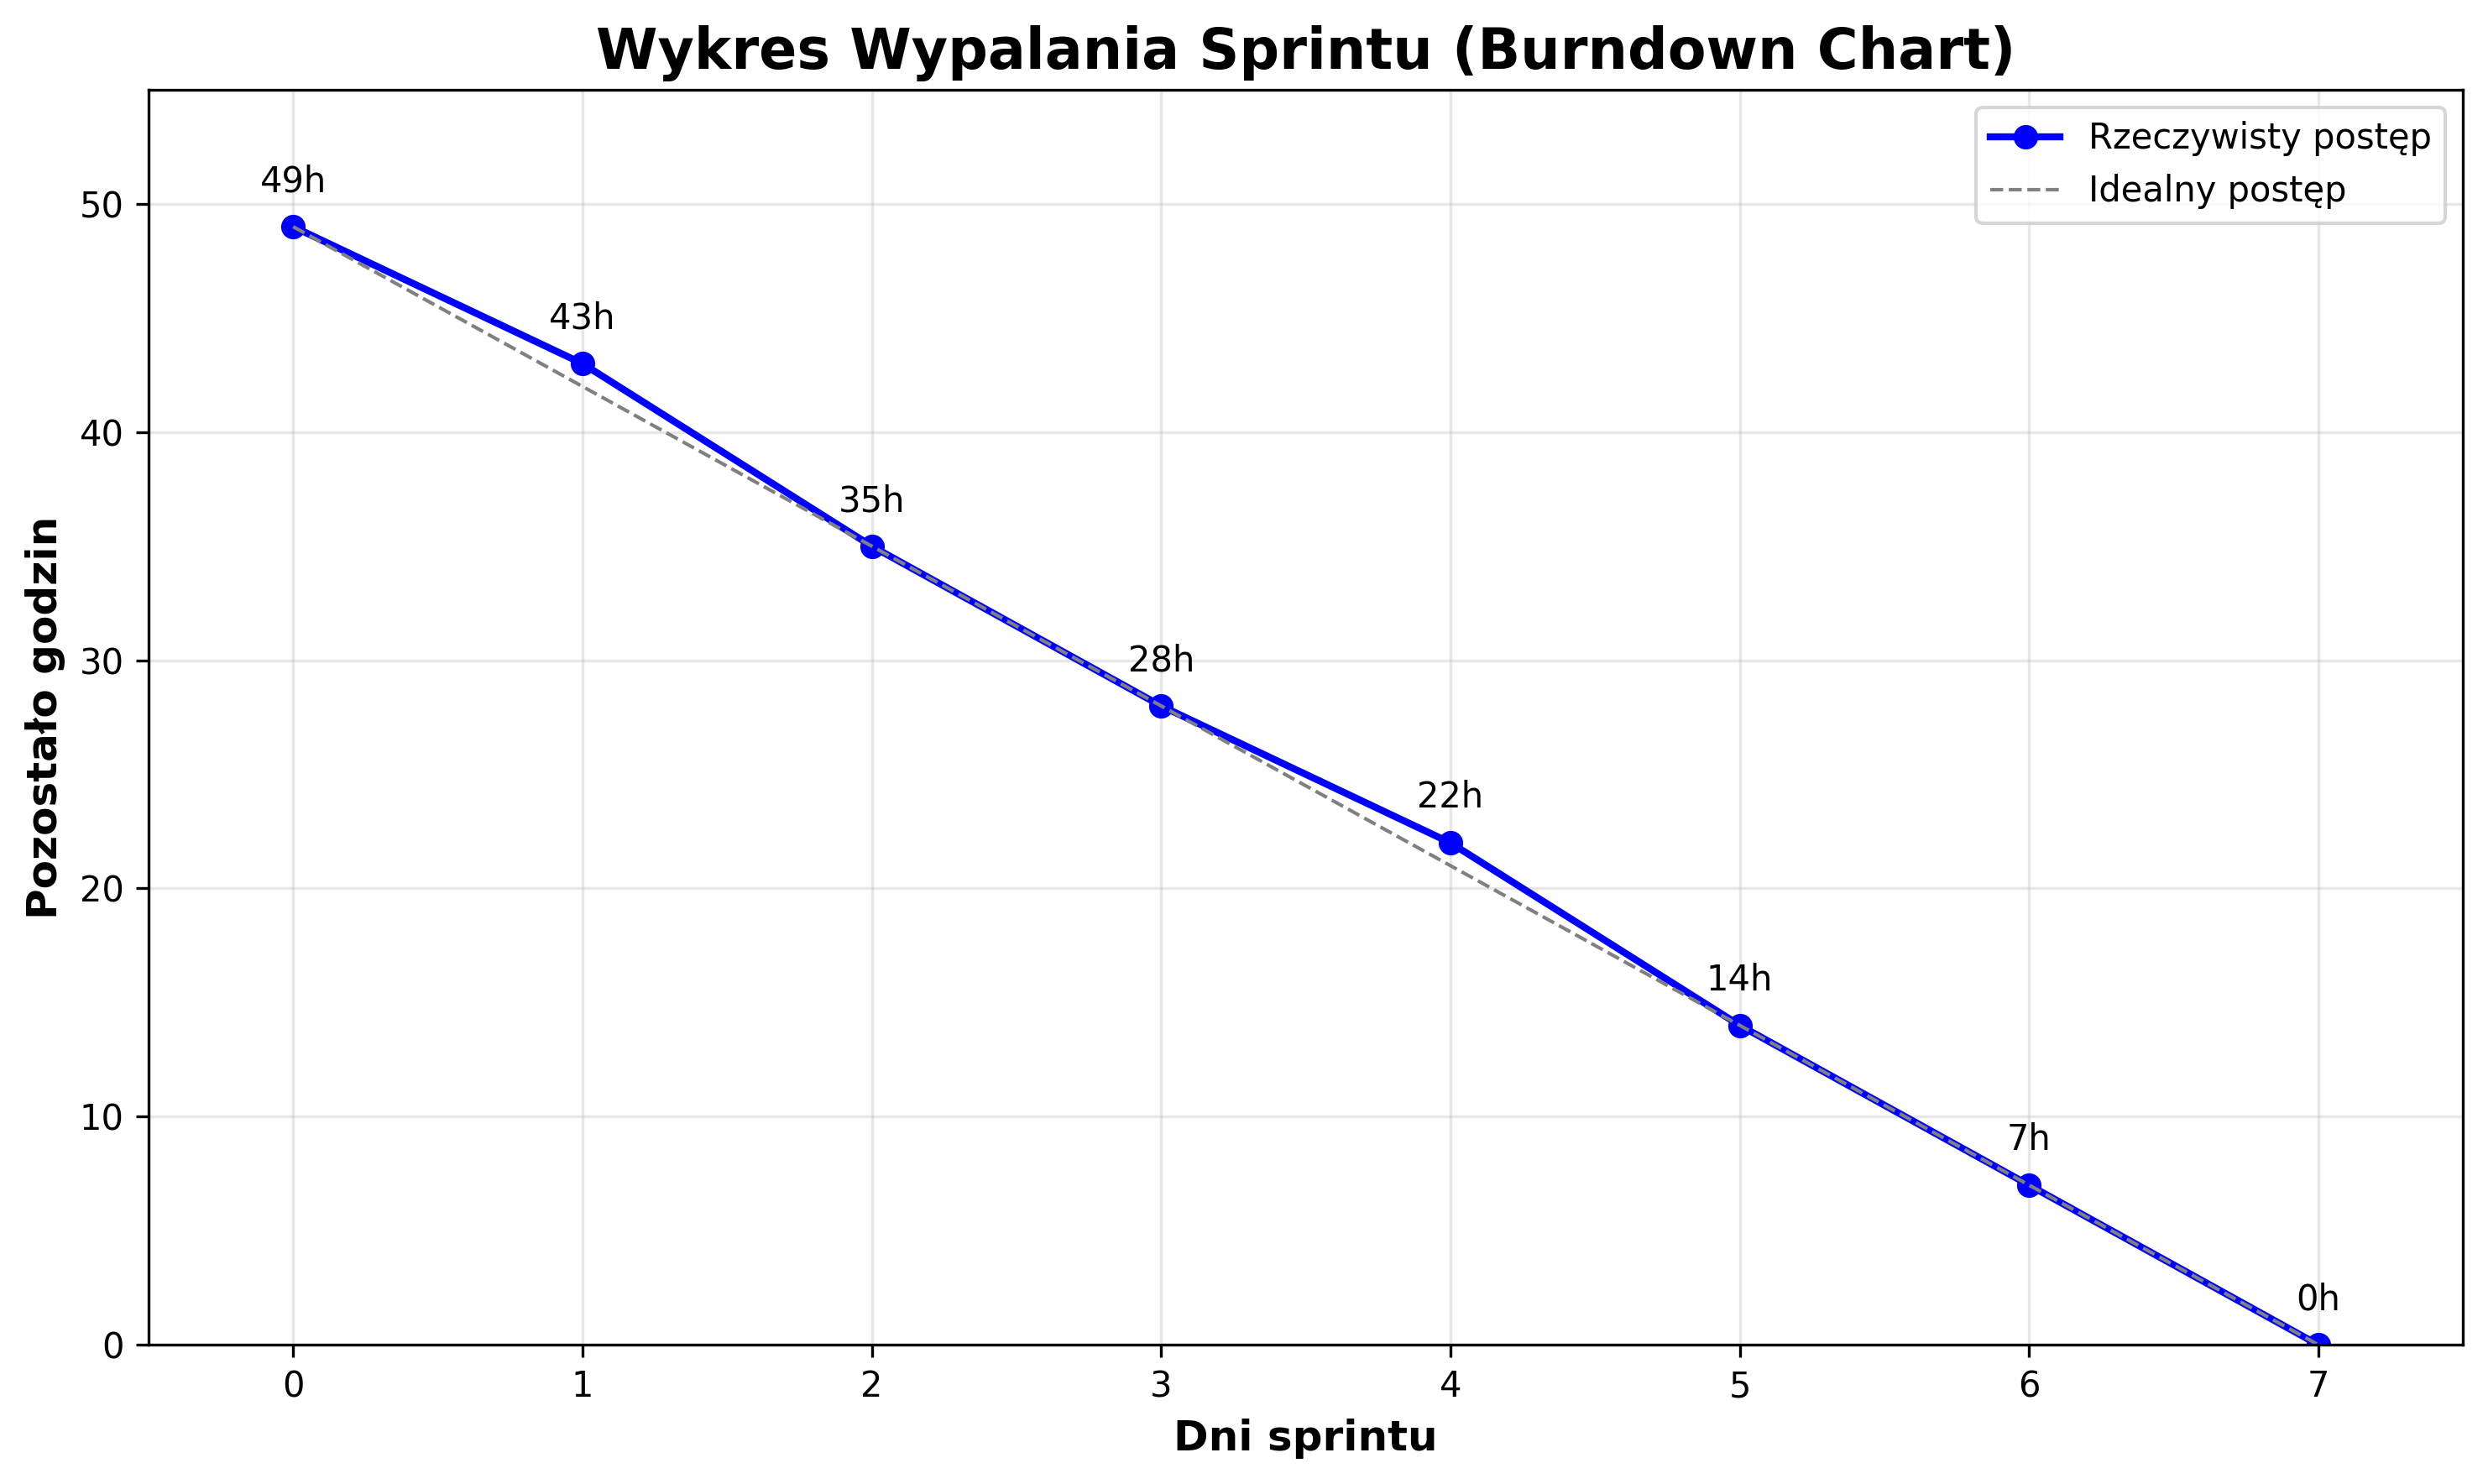 Wykres Wypalania Sprintu (Burndown Chart)
Rzeczywisty postęp
Idealny postęp
49h
43h
35h
28h
22h
14h
7h
0h
50
40
30
20
10
0
Pozostało godzin
0 1 2 3 4 5 6 7
Dni sprintu